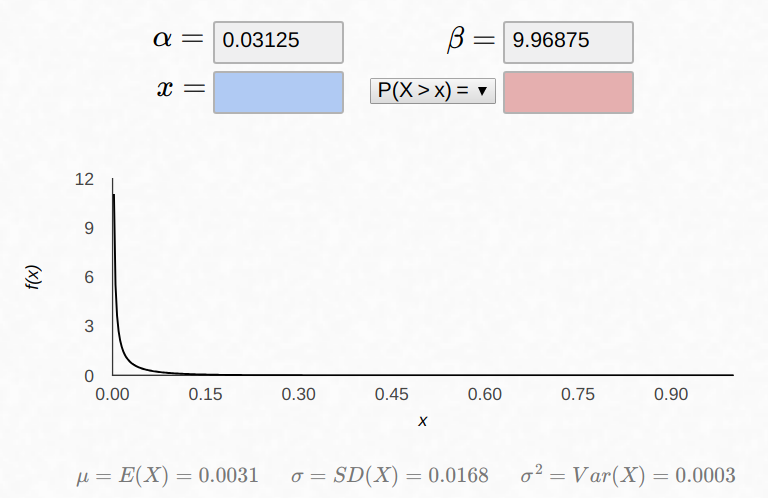 α = 0.03125 β = 9.96875
x = P(X > x) = ▼
12
9
6
3
0
f(x)
0.00 0.15 0.30 0.45 0.60 0.75 0.90
x
μ = E(X) = 0.0031 σ = SD(X) = 0.0168 σ² = Var(X) = 0.0003